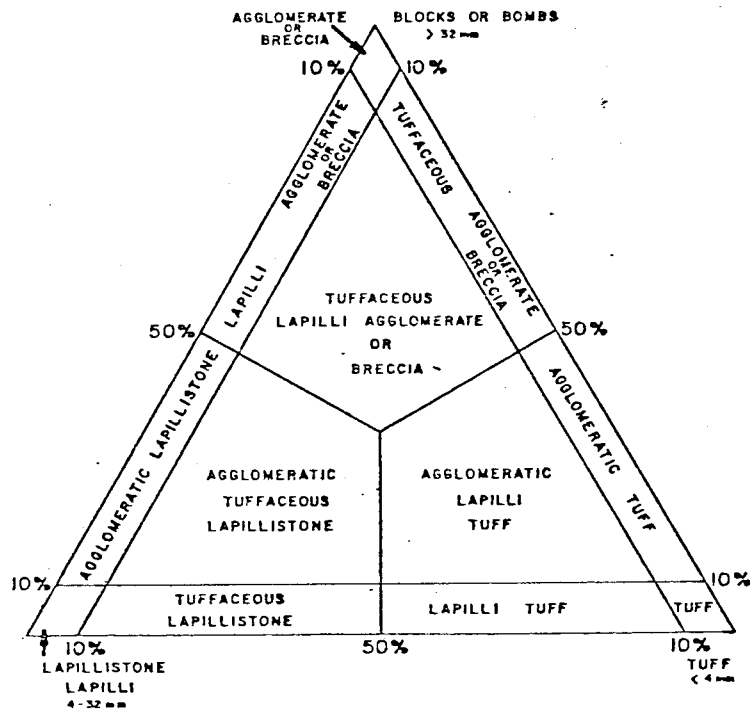 AGGLOMERATE
OR
BRECCIA
BLOCKS OR BOMBS
> 32 mm
10%
10%
AGGLOMERATE
OR
BRECCIA
LAPILLI
TUFFACEOUS
AGGLOMERATE
OR
BRECCIA
TUFFACEOUS
LAPILLI AGGLOMERATE
OR
BRECCIA
50%
50%
AGGLOMERATIC LAPILLISTONE
AGGLOMERATIC TUFF
AGGLOMERATIC
TUFFACEOUS
LAPILLISTONE
AGGLOMERATIC
LAPILLI
TUFF
10%
10%
TUFFACEOUS
LAPILLISTONE
LAPILLI TUFF
TUFF
10%
50%
10%
LAPILLISTONE
LAPILLI
4-32 mm
TUFF
< 4 mm